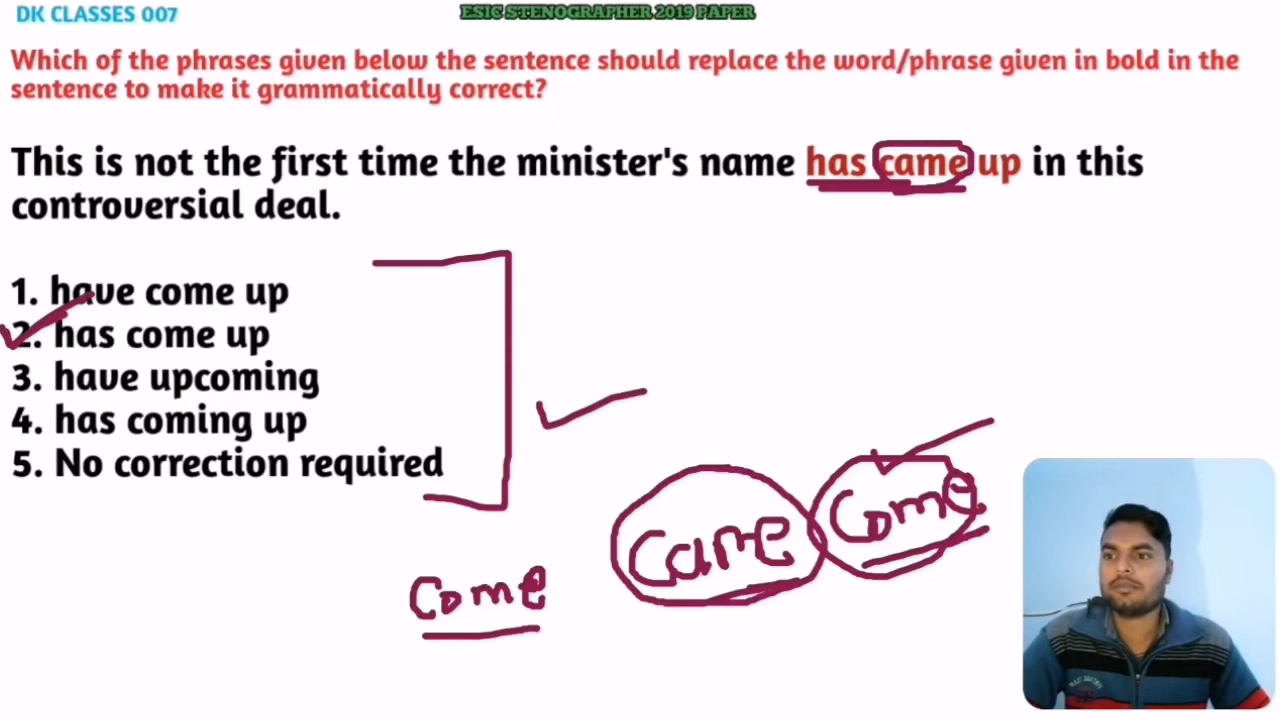 DK CLASSES 007
ESIC STENOGRAPHER 2019 PAPER
Which of the phrases given below the sentence should replace the word/phrase given in bold in the
sentence to make it grammatically correct?
This is not the first time the minister's name has came up in this
controversial deal.
1. have come up
2. has come up
3. have upcoming
4. has coming up
5. No correction required
Come Came Come